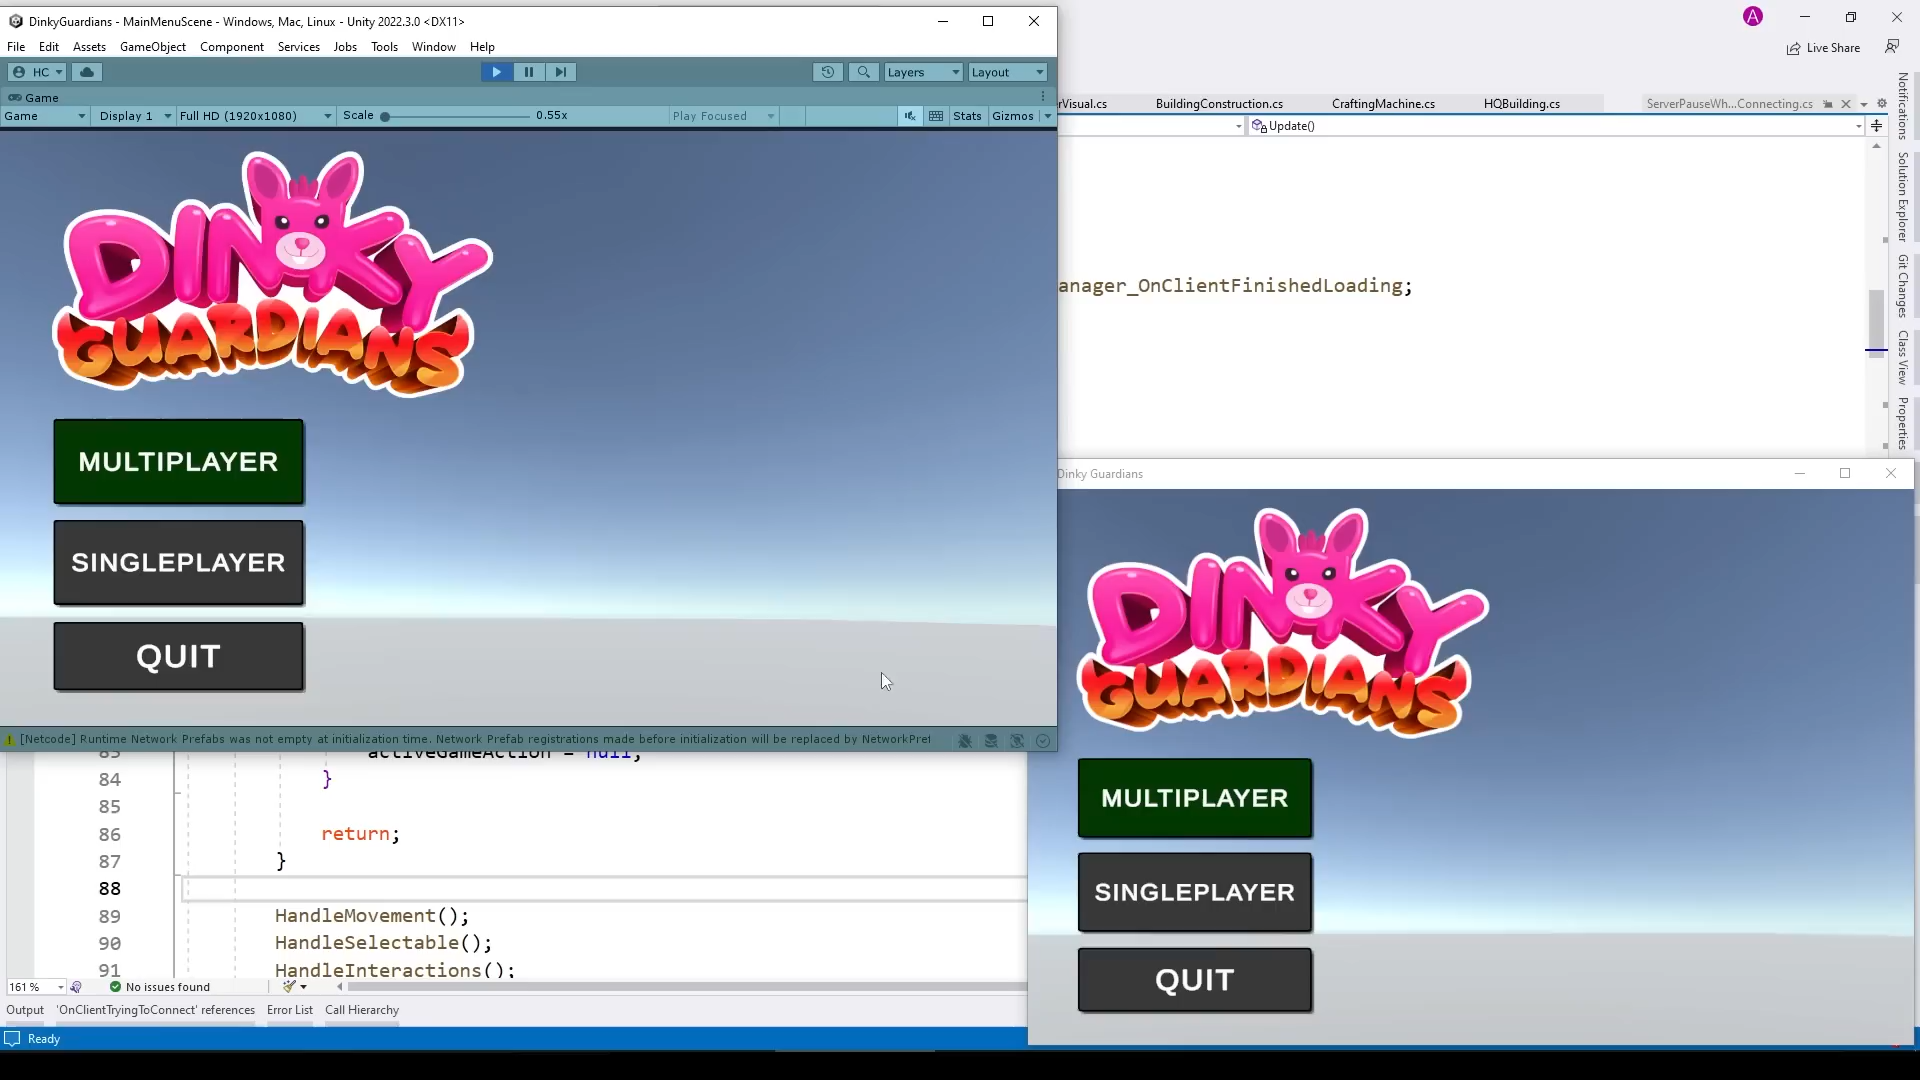 DinkyGuardians - MainMenuScene - Windows, Mac, Linux - Unity 2022.3.0 <DX11>
File Edit Assets GameObject Component Services Jobs Tools Window Help
HC Layers Layout
Game
Game Display 1 Full HD (1920x1080) Scale 0.55x Play Focused Stats Gizmos
DINKY
GUARDIANS
MULTIPLAYER
SINGLEPLAYER
QUIT
[Netcode] Runtime Network Prefabs was not empty at initialization time. Network Prefab registrations made before initialization will be replaced by NetworkPref
A
Live Share
rVisual.cs BuildingConstruction.cs CraftingMachine.cs HQBuilding.cs ServerPauseWh...Connecting.cs
Update()
anager_OnClientFinishedLoading;
Notifications
Solution Explorer
Git Changes
Class View
Properties
Dinky Guardians
DINKY
GUARDIANS
MULTIPLAYER
SINGLEPLAYER
QUIT
83 activeGameAction = null;
84 }
85
86 return;
87 }
88
89 HandleMovement();
90 HandleSelectable();
91 HandleInteractions();
161 % No issues found
Output 'OnClientTryingToConnect' references Error List Call Hierarchy
Ready